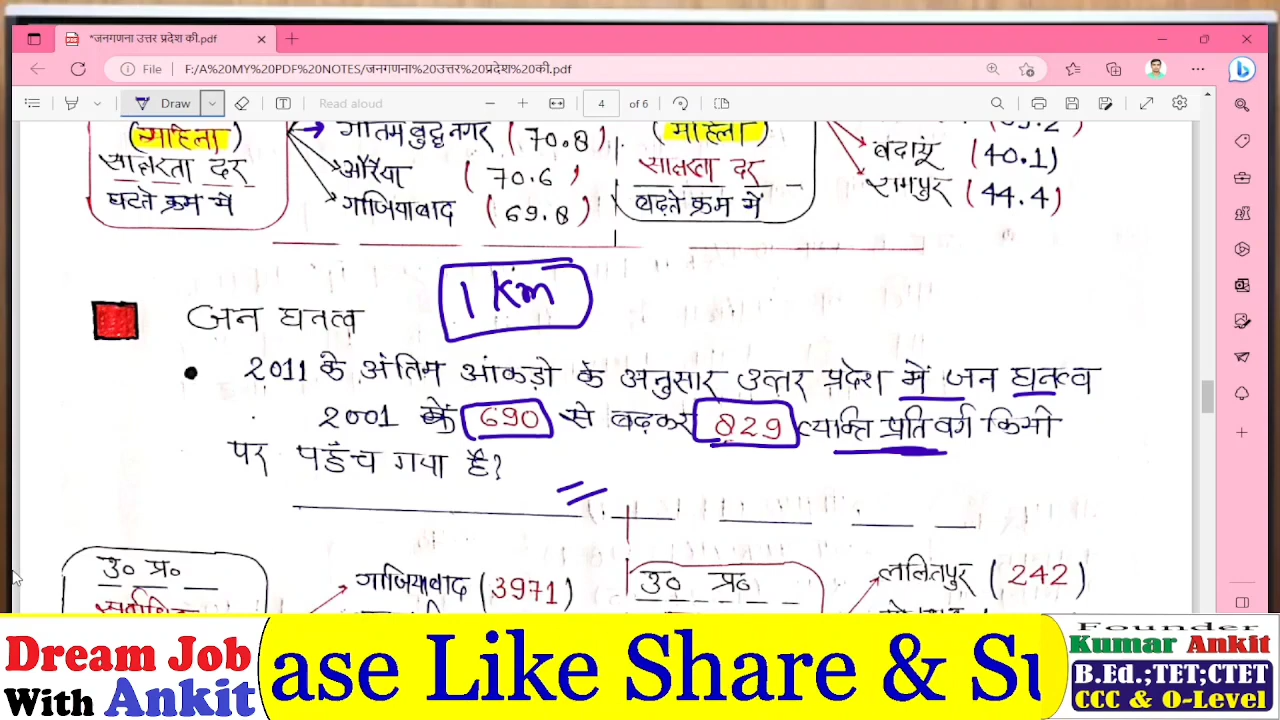 *जनगणना उत्तर प्रदेश की.pdf
File F:/A%20MY%20PDF%20NOTES/जनगणना%20उत्तर%20प्रदेश%20की.pdf
Draw Read aloud 4 of 6
(महिला) गौतम बुद्ध नगर (70.8) (महिला)
साक्षरता दर औरैया (70.6) साक्षरता दर बदायूं (40.1)
घटते क्रम में गाजियाबाद (69.8) बढ़ते क्रम में रामपुर (44.4)
1 Km
जन घनत्व
2011 के अंतिम आंकड़ो के अनुसार उत्तर प्रदेश में जन घनत्व
2001 के 690 से बढ़कर 829 व्यक्ति प्रति वर्ग किमी
पर पहुँच गया है?
उ० प्र० गाजियाबाद (3971) उ० प्र० ललितपुर (242)
Dream Job
With Ankit
ase Like Share & Su
Founder
Kumar Ankit
B.Ed.;TET;CTET
CCC & O-Level